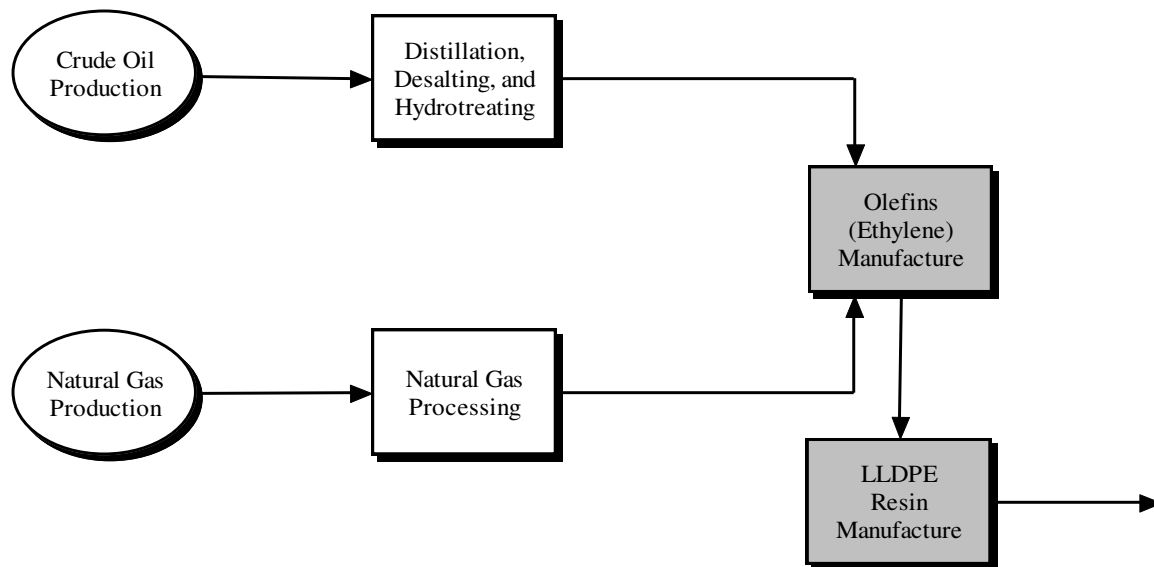 Crude Oil
Production
Distillation,
Desalting, and
Hydrotreating
Olefins
(Ethylene)
Manufacture
Natural Gas
Production
Natural Gas
Processing
LLDPE
Resin
Manufacture